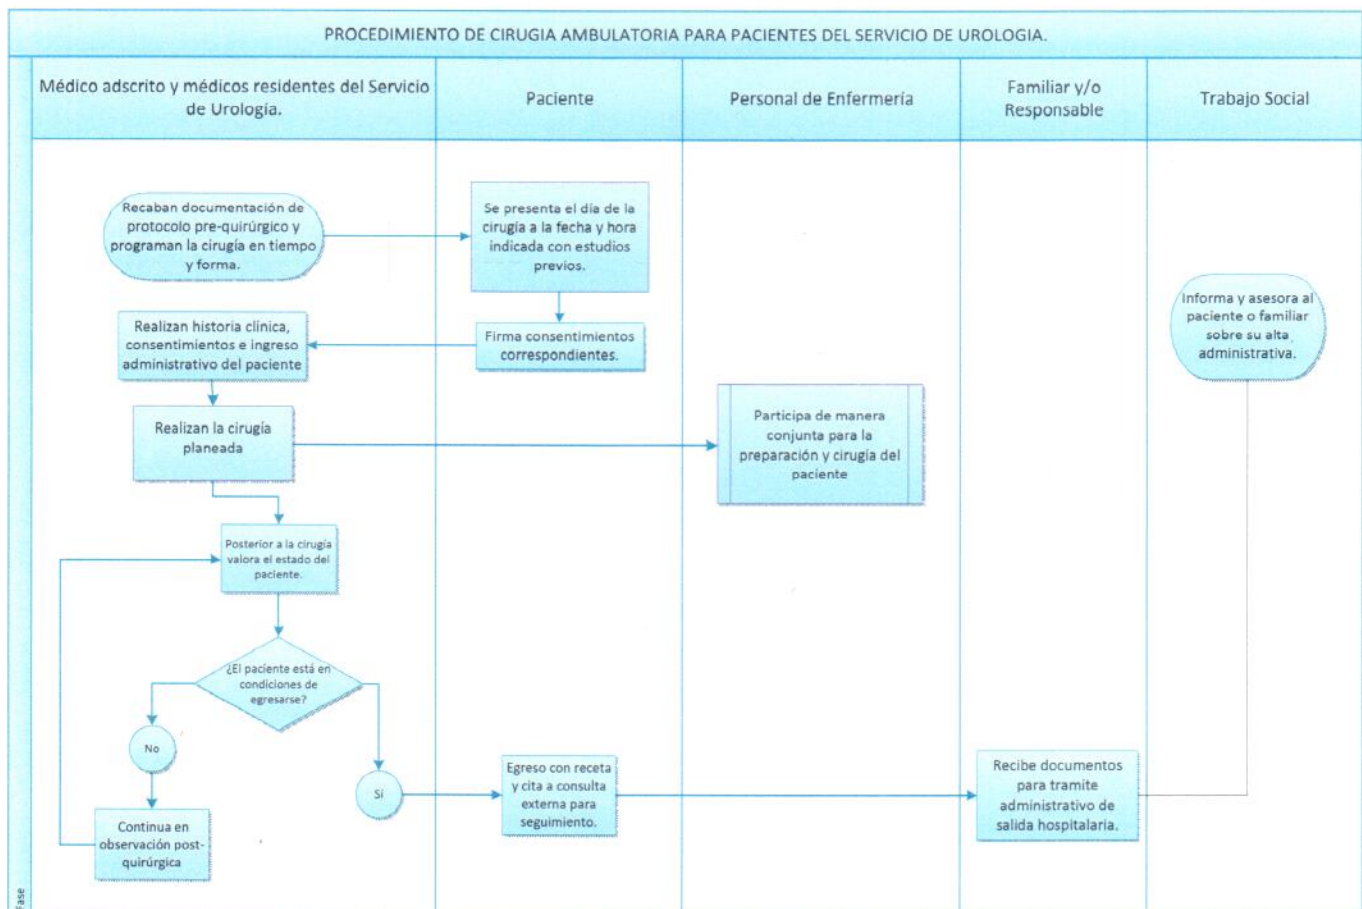 PROCEDIMIENTO DE CIRUGIA AMBULATORIA PARA PACIENTES DEL SERVICIO DE UROLOGIA.
Médico adscrito y médicos residentes del Servicio
de Urología.
Paciente
Personal de Enfermería
Familiar y/o
Responsable
Trabajo Social
Recaban documentación de
protocolo pre-quirúrgico y
programan la cirugía en tiempo
y forma.
Se presenta el día de la
cirugía a la fecha y hora
indicada con estudios
previos.
Informa y asesora al
paciente o familiar
sobre su alta
administrativa.
Realizan historia clínica,
consentimientos e ingreso
administrativo del paciente
Firma consentimientos
correspondientes.
Realizan la cirugía
planeada
Participa de manera
conjunta para la
preparación y cirugía del
paciente
Posterior a la cirugía
valora el estado del
paciente.
¿El paciente está en
condiciones de
egresarse?
No
Sí
Egreso con receta
y cita a consulta
externa para
seguimiento.
Recibe documentos
para tramite
administrativo de
salida hospitalaria.
Continua en
observación post-
quirúrgica
Fase